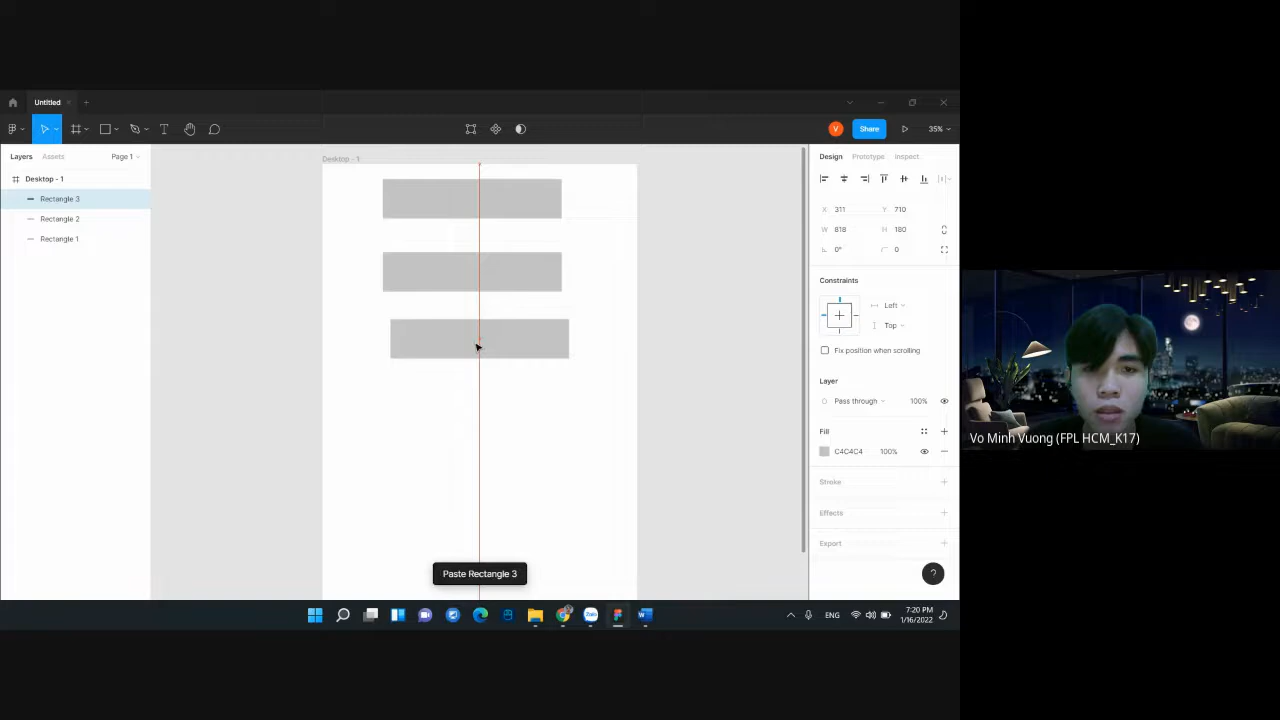 Untitled
Share
35%
Layers
Assets
Page 1
Design
Prototype
Inspect
Desktop - 1
Desktop - 1
Rectangle 3
Rectangle 2
Rectangle 1
X 311
Y 710
W 818
H 180
0°
0
Constraints
Left
Top
Fix position when scrolling
Layer
Pass through
100%
Fill
C4C4C4 100%
Stroke
Effects
Export
Paste Rectangle 3
?
V
Vo Minh Vuong (FPL HCM_K17)
Zalo
ENG
7:20 PM
1/16/2022